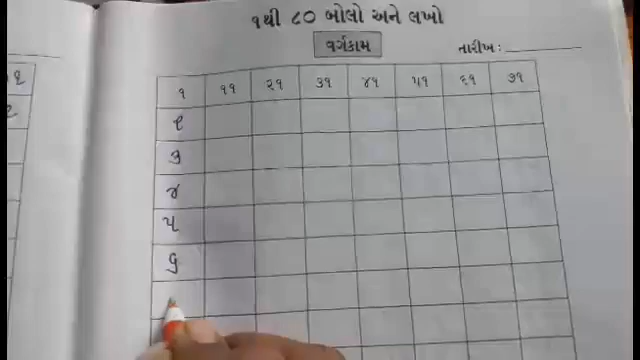 ૧થી ૮૦ બોલો અને લખો
વર્ગકામ
તારીખ :
૧ ૧૧ ૨૧ ૩૧ ૪૧ ૫૧ ૬૧ ૭૧
૨
૩
૪
૫
૬